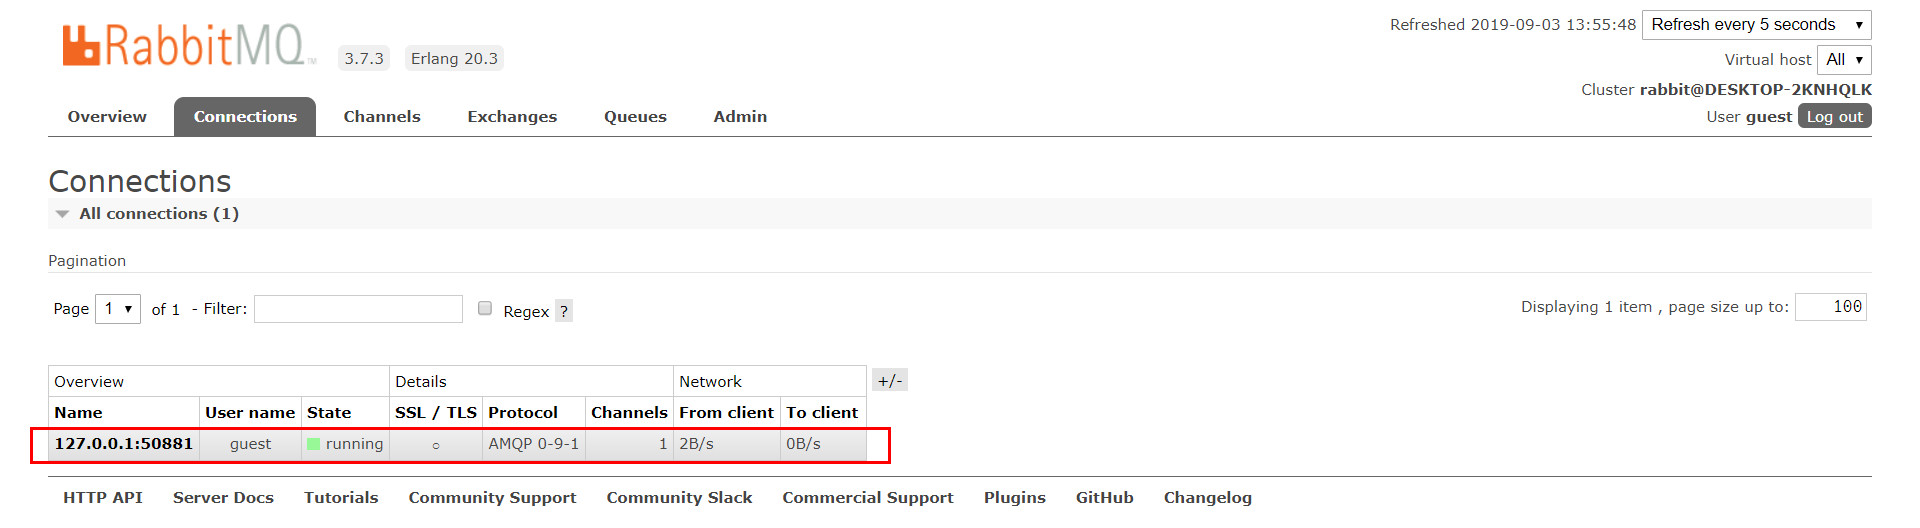 RabbitMQ™ 3.7.3 Erlang 20.3
Refreshed 2019-09-03 13:55:48 Refresh every 5 seconds
Virtual host All
Cluster rabbit@DESKTOP-2KNHQLK
User guest Log out
Overview Connections Channels Exchanges Queues Admin
Connections
All connections (1)
Pagination
Page 1 of 1 - Filter: Regex ?
Displaying 1 item , page size up to: 100
Overview Details Network +/-
Name User name State SSL / TLS Protocol Channels From client To client
127.0.0.1:50881 guest running ○ AMQP 0-9-1 1 2B/s 0B/s
HTTP API Server Docs Tutorials Community Support Community Slack Commercial Support Plugins GitHub Changelog